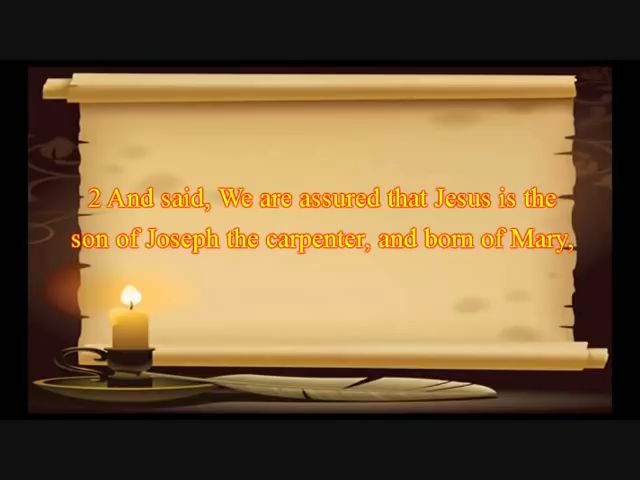 2 And said, We are assured that Jesus is the
son of Joseph the carpenter, and born of Mary,